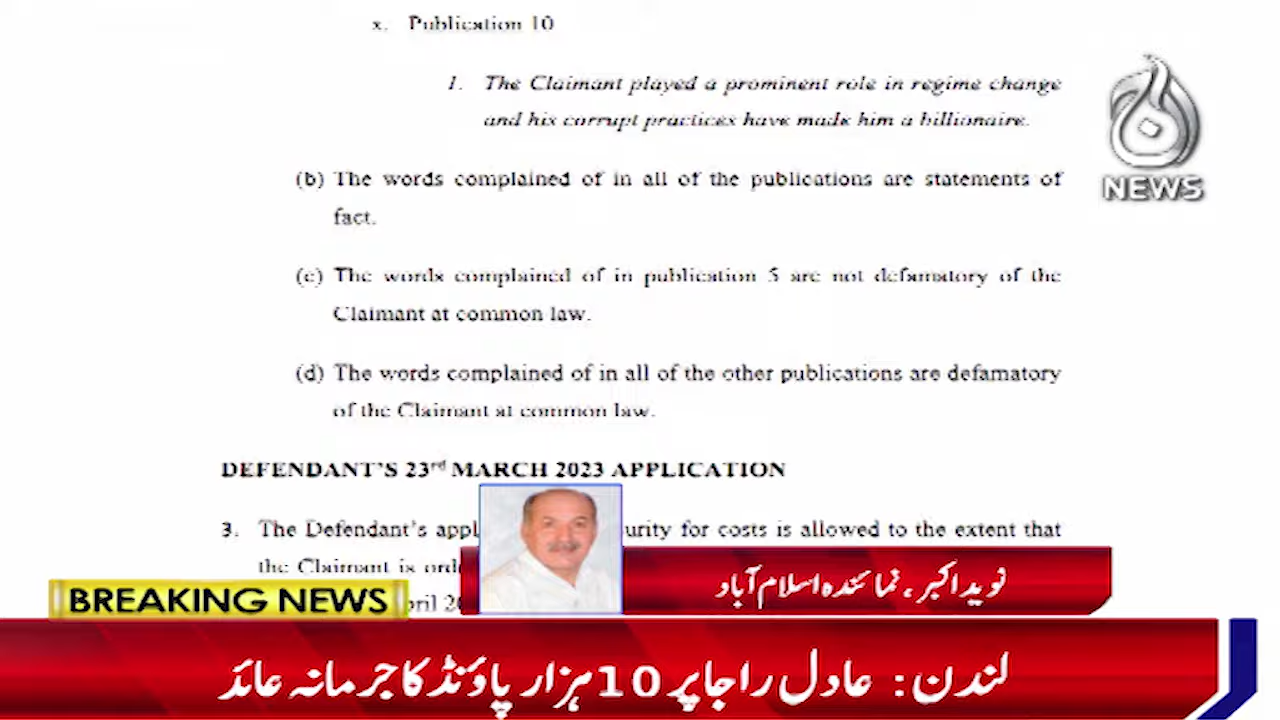 x. Publication 10
1. The Claimant played a prominent role in regime change
and his corrupt practices have made him a billionaire.
NEWS
(b) The words complained of in all of the publications are statements of
fact.
(c) The words complained of in publication 5 are not defamatory of the
Claimant at common law.
(d) The words complained of in all of the other publications are defamatory
of the Claimant at common law.
DEFENDANT'S 23rd MARCH 2023 APPLICATION
3. The Defendant's for costs is allowed to the extent that
the Claimant is
نوید اکبر، نمائندہ اسلام آباد
BREAKING NEWS
لندن: عادل راجا پر 10 ہزار پاؤنڈ کا جرمانہ عائد